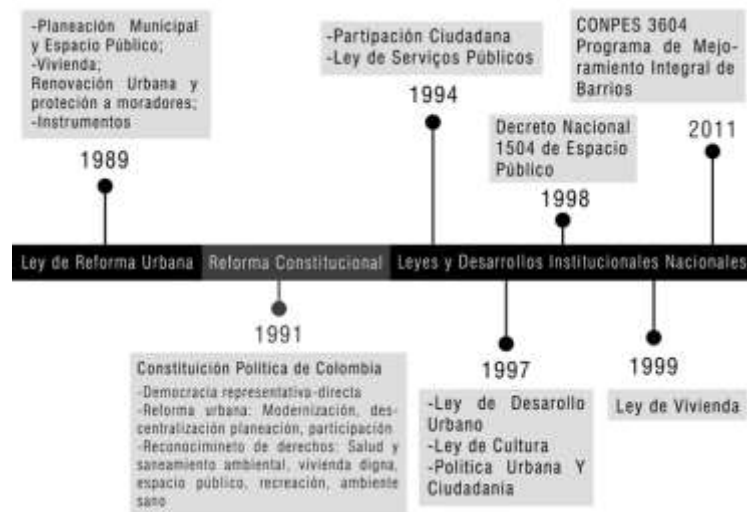 -Planeación Municipal
y Espacio Público;
-Vivienda;
Renovación Urbana y
proteción a moradores;
-Instrumentos
1989
-Partipación Ciudadana
-Ley de Serviços Públicos
1994
Decreto Nacional
1504 de Espacio
Público
1998
CONPES 3604
Programa de Mejo-
ramiento Integral de
Barrios
2011
Ley de Reforma Urbana
Reforma Constitucional
Leyes y Desarrollos Institucionales Nacionales
1991
Constituición Política de Colombia
-Democracia representativa-directa
-Reforma urbana: Modernización, des-
centralización planeación, participación
-Reconocimineto de derechos: Salud y
saneamiento ambiental, vivienda digna,
espacio público, recreación, ambiente
sano
1997
-Ley de Desarollo
Urbano
-Ley de Cultura
-Politica Urbana Y
Ciudadanía
1999
Ley de Vivienda